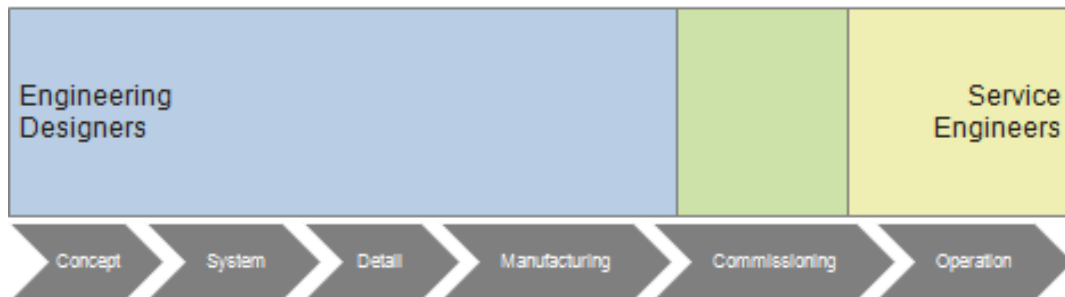 Engineering
Designers
Service
Engineers
Concept
System
Detail
Manufacturing
Commissioning
Operation